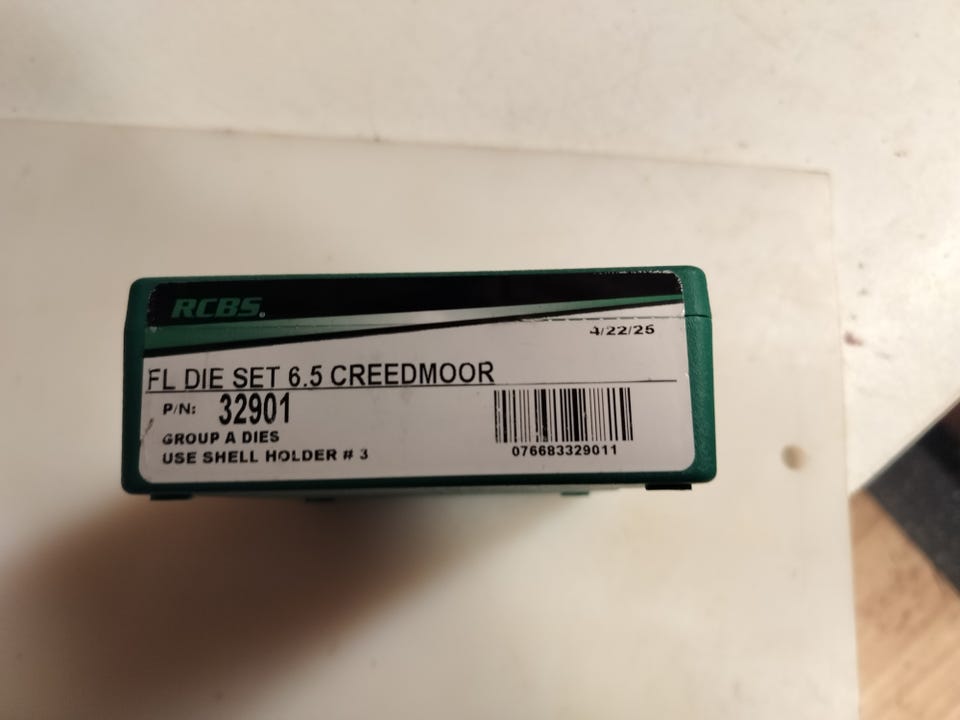 RCBS.
4/22/25
FL DIE SET 6.5 CREEDMOOR
P/N: 32901
GROUP A DIES
USE SHELL HOLDER # 3
076683329011